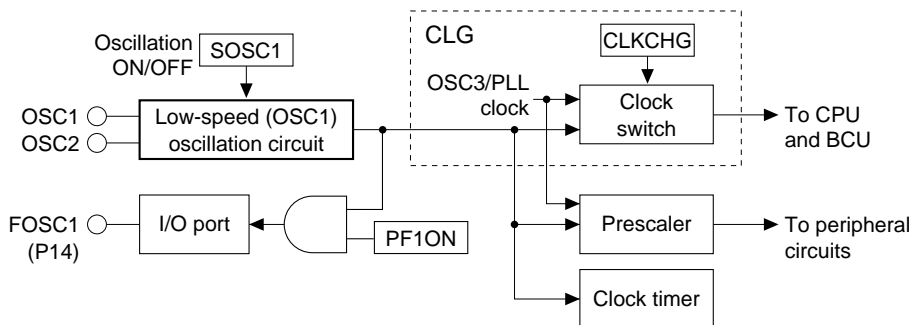 Oscillation
ON/OFF
SOSC1
CLG
CLKCHG
OSC3/PLL
clock
OSC1
OSC2
Low-speed (OSC1)
oscillation circuit
Clock
switch
To CPU
and BCU
FOSC1
(P14)
I/O port
PF1ON
Prescaler
To peripheral
circuits
Clock timer